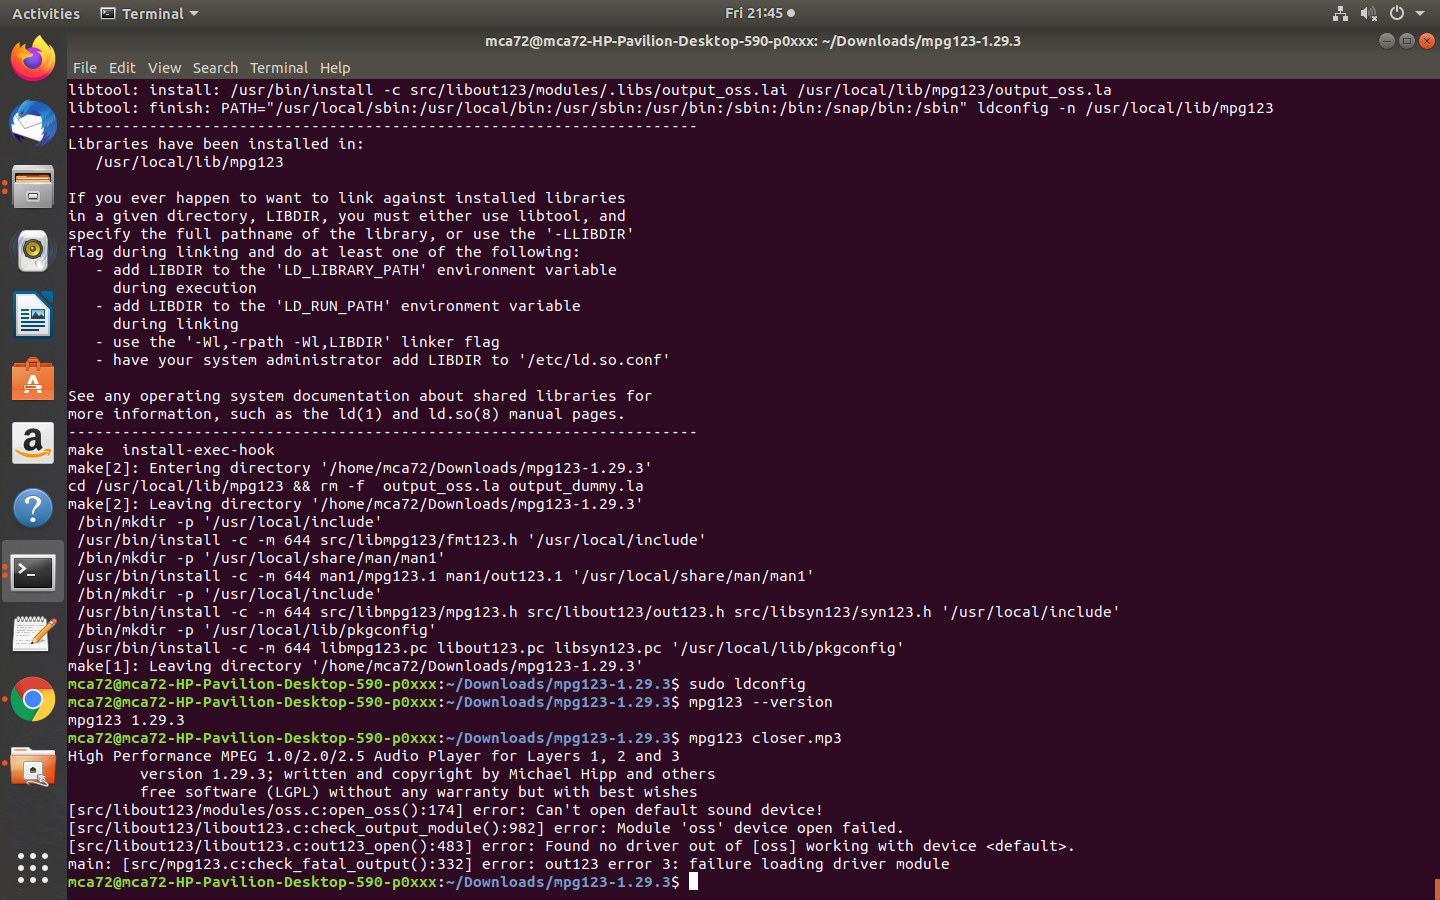 Activities
Terminal
Fri 21:45
mca72@mca72-HP-Pavilion-Desktop-590-p0xxx: ~/Downloads/mpg123-1.29.3
File Edit View Search Terminal Help
libtool: install: /usr/bin/install -c src/libout123/modules/.libs/output_oss.lai /usr/local/lib/mpg123/output_oss.la
libtool: finish: PATH="/usr/local/sbin:/usr/local/bin:/usr/sbin:/usr/bin:/sbin:/bin:/snap/bin:/sbin" ldconfig -n /usr/local/lib/mpg123
----------------------------------------------------------------------
Libraries have been installed in:
   /usr/local/lib/mpg123

If you ever happen to want to link against installed libraries
in a given directory, LIBDIR, you must either use libtool, and
specify the full pathname of the library, or use the '-LLIBDIR'
flag during linking and do at least one of the following:
   - add LIBDIR to the 'LD_LIBRARY_PATH' environment variable
     during execution
   - add LIBDIR to the 'LD_RUN_PATH' environment variable
     during linking
   - use the '-Wl,-rpath -Wl,LIBDIR' linker flag
   - have your system administrator add LIBDIR to '/etc/ld.so.conf'

See any operating system documentation about shared libraries for
more information, such as the ld(1) and ld.so(8) manual pages.
----------------------------------------------------------------------
make  install-exec-hook
make[2]: Entering directory '/home/mca72/Downloads/mpg123-1.29.3'
cd /usr/local/lib/mpg123 && rm -f  output_oss.la output_dummy.la
make[2]: Leaving directory '/home/mca72/Downloads/mpg123-1.29.3'
 /bin/mkdir -p '/usr/local/include'
 /usr/bin/install -c -m 644 src/libmpg123/fmt123.h '/usr/local/include'
 /bin/mkdir -p '/usr/local/share/man/man1'
 /usr/bin/install -c -m 644 man1/mpg123.1 man1/out123.1 '/usr/local/share/man/man1'
 /bin/mkdir -p '/usr/local/include'
 /usr/bin/install -c -m 644 src/libmpg123/mpg123.h src/libout123/out123.h src/libsyn123/syn123.h '/usr/local/include'
 /bin/mkdir -p '/usr/local/lib/pkgconfig'
 /usr/bin/install -c -m 644 libmpg123.pc libout123.pc libsyn123.pc '/usr/local/lib/pkgconfig'
make[1]: Leaving directory '/home/mca72/Downloads/mpg123-1.29.3'
mca72@mca72-HP-Pavilion-Desktop-590-p0xxx:~/Downloads/mpg123-1.29.3$ sudo ldconfig
mca72@mca72-HP-Pavilion-Desktop-590-p0xxx:~/Downloads/mpg123-1.29.3$ mpg123 --version
mpg123 1.29.3
mca72@mca72-HP-Pavilion-Desktop-590-p0xxx:~/Downloads/mpg123-1.29.3$ mpg123 closer.mp3
High Performance MPEG 1.0/2.0/2.5 Audio Player for Layers 1, 2 and 3
        version 1.29.3; written and copyright by Michael Hipp and others
        free software (LGPL) without any warranty but with best wishes
[src/libout123/modules/oss.c:open_oss():174] error: Can't open default sound device!
[src/libout123/libout123.c:check_output_module():982] error: Module 'oss' device open failed.
[src/libout123/libout123.c:out123_open():483] error: Found no driver out of [oss] working with device <default>.
main: [src/mpg123.c:check_fatal_output():332] error: out123 error 3: failure loading driver module
mca72@mca72-HP-Pavilion-Desktop-590-p0xxx:~/Downloads/mpg123-1.29.3$